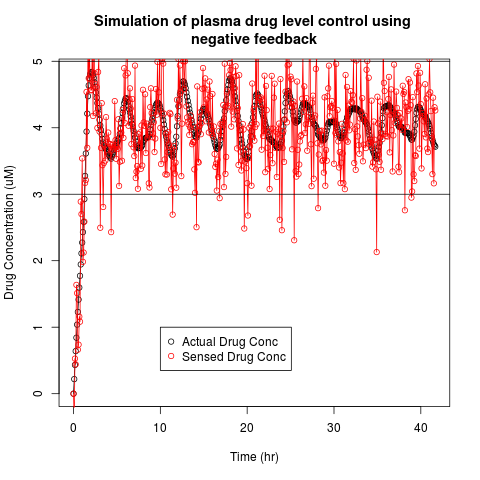 Simulation of plasma drug level control using
negative feedback
Drug Concentration (uM)
5
4
3
2
1
0
Actual Drug Conc
Sensed Drug Conc
0 10 20 30 40
Time (hr)